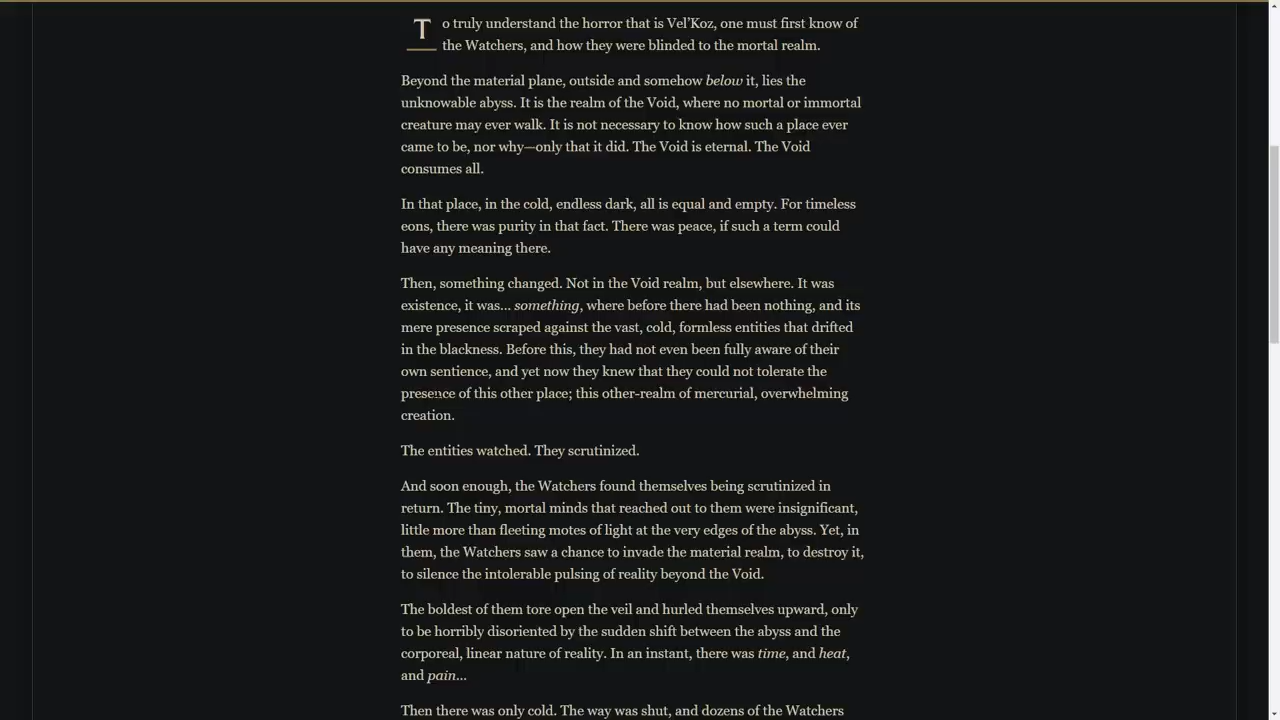 To truly understand the horror that is Vel'Koz, one must first know of
the Watchers, and how they were blinded to the mortal realm.
Beyond the material plane, outside and somehow below it, lies the
unknowable abyss. It is the realm of the Void, where no mortal or immortal
creature may ever walk. It is not necessary to know how such a place ever
came to be, nor why—only that it did. The Void is eternal. The Void
consumes all.
In that place, in the cold, endless dark, all is equal and empty. For timeless
eons, there was purity in that fact. There was peace, if such a term could
have any meaning there.
Then, something changed. Not in the Void realm, but elsewhere. It was
existence, it was... something, where before there had been nothing, and its
mere presence scraped against the vast, cold, formless entities that drifted
in the blackness. Before this, they had not even been fully aware of their
own sentience, and yet now they knew that they could not tolerate the
presence of this other place; this other-realm of mercurial, overwhelming
creation.
The entities watched. They scrutinized.
And soon enough, the Watchers found themselves being scrutinized in
return. The tiny, mortal minds that reached out to them were insignificant,
little more than fleeting motes of light at the very edges of the abyss. Yet, in
them, the Watchers saw a chance to invade the material realm, to destroy it,
to silence the intolerable pulsing of reality beyond the Void.
The boldest of them tore open the veil and hurled themselves upward, only
to be horribly disoriented by the sudden shift between the abyss and the
corporeal, linear nature of reality. In an instant, there was time, and heat,
and pain...
Then there was only cold. The way was shut, and dozens of the Watchers